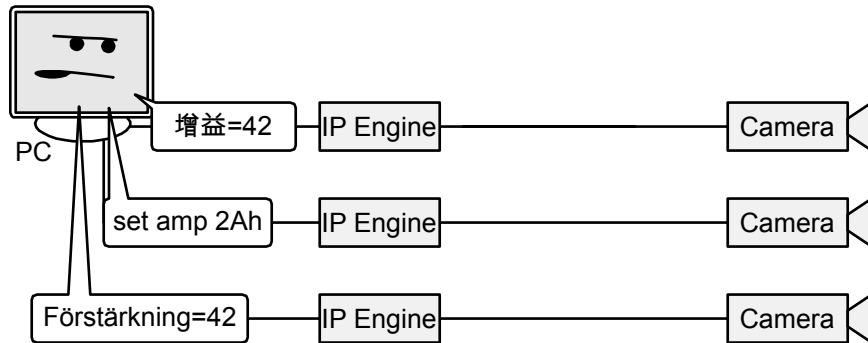 增益=42
IP Engine
Camera
PC
set amp 2Ah
IP Engine
Camera
Förstärkning=42
IP Engine
Camera